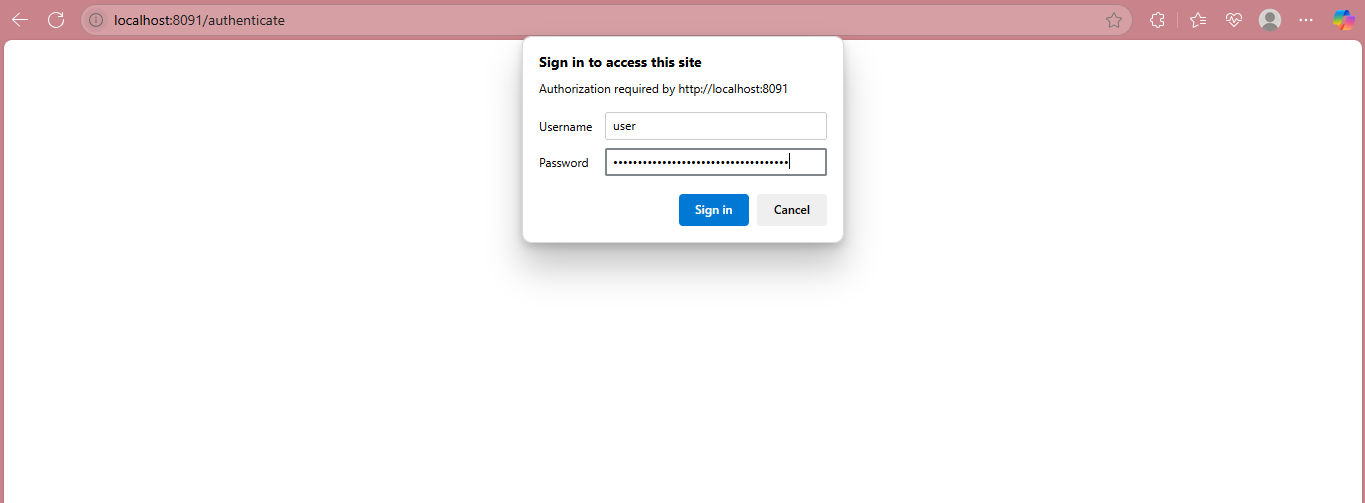 localhost:8091/authenticate
Sign in to access this site
Authorization required by http://localhost:8091
Username user
Password ••••••••••••••••••••••••••••••••••••
Sign in Cancel